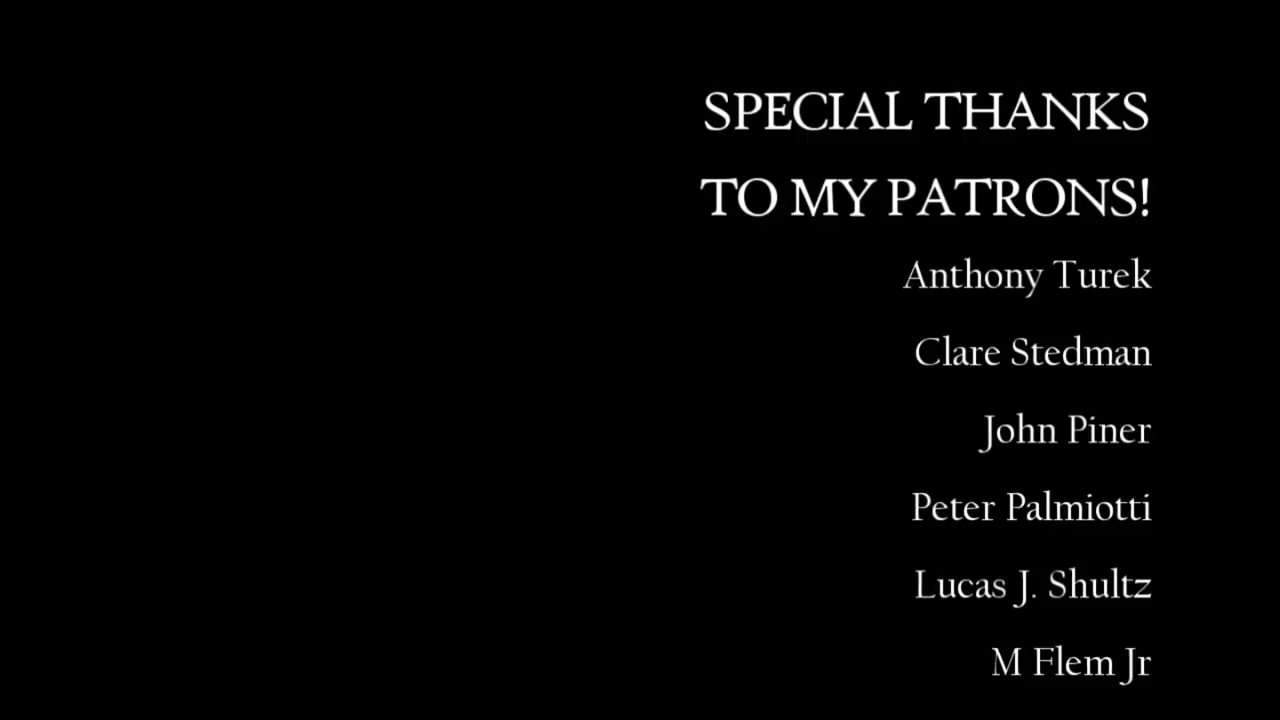 SPECIAL THANKS
TO MY PATRONS!
Anthony Turek
Clare Stedman
John Piner
Peter Palmiotti
Lucas J. Shultz
M Flem Jr